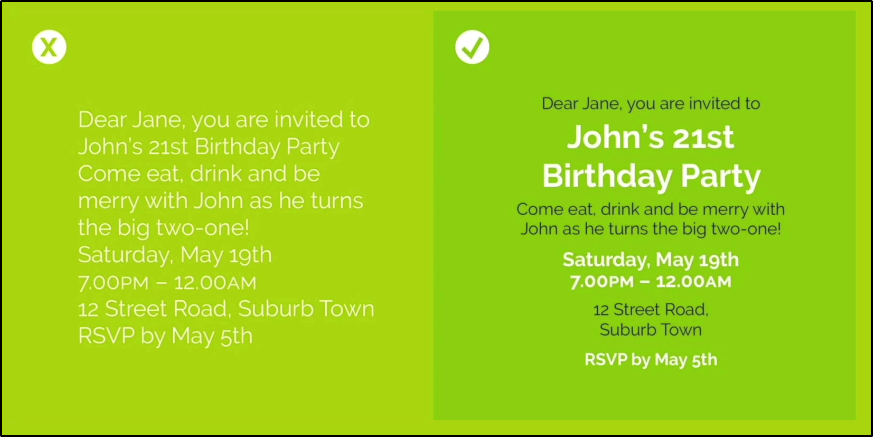 X
Dear Jane, you are invited to
John's 21st Birthday Party
Come eat, drink and be
merry with John as he turns
the big two-one!
Saturday, May 19th
7.00PM – 12.00AM
12 Street Road, Suburb Town
RSVP by May 5th
Dear Jane, you are invited to
John's 21st
Birthday Party
Come eat, drink and be merry with
John as he turns the big two-one!
Saturday, May 19th
7.00PM – 12.00AM
12 Street Road,
Suburb Town
RSVP by May 5th